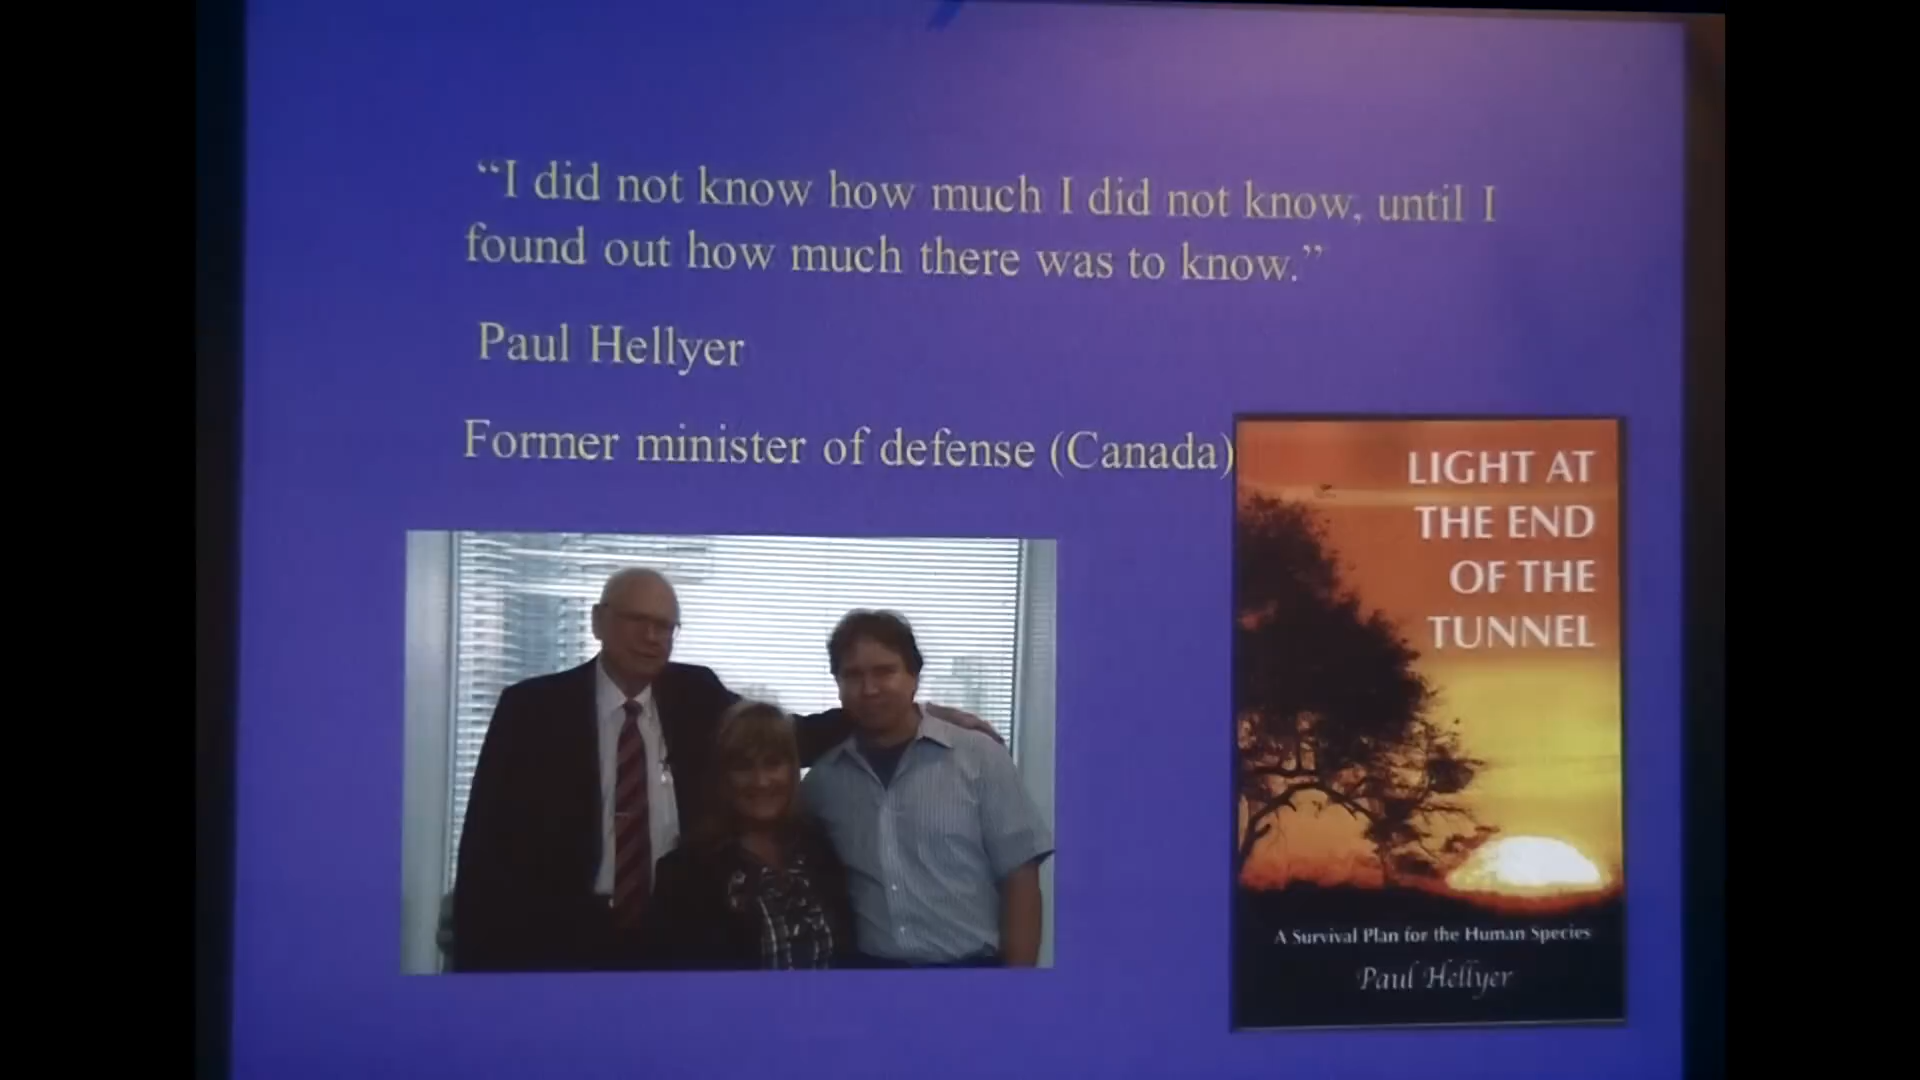 “I did not know how much I did not know, until I
found out how much there was to know.”
Paul Hellyer
Former minister of defense (Canada)
LIGHT AT
THE END
OF THE
TUNNEL
A Survival Plan for the Human Species
Paul Hellyer